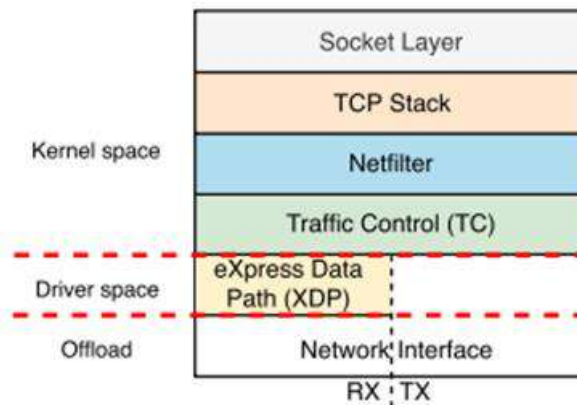 Socket Layer
TCP Stack
Kernel space
Netfilter
Traffic Control (TC)
eXpress Data
Path (XDP)
Driver space
Offload
Network Interface
RX TX